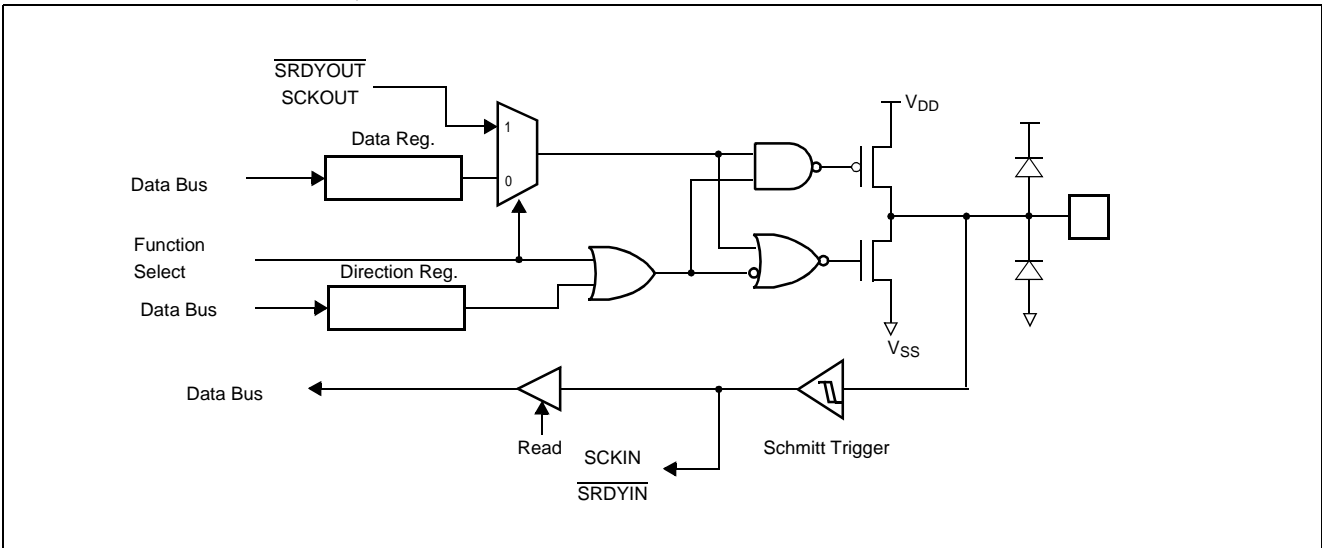 SRDYOUT
SCKOUT
VDD
Data Reg.
1
0
Data Bus
Function
Select
Direction Reg.
Data Bus
VSS
Data Bus
Read
Schmitt Trigger
SCKIN
SRDYIN